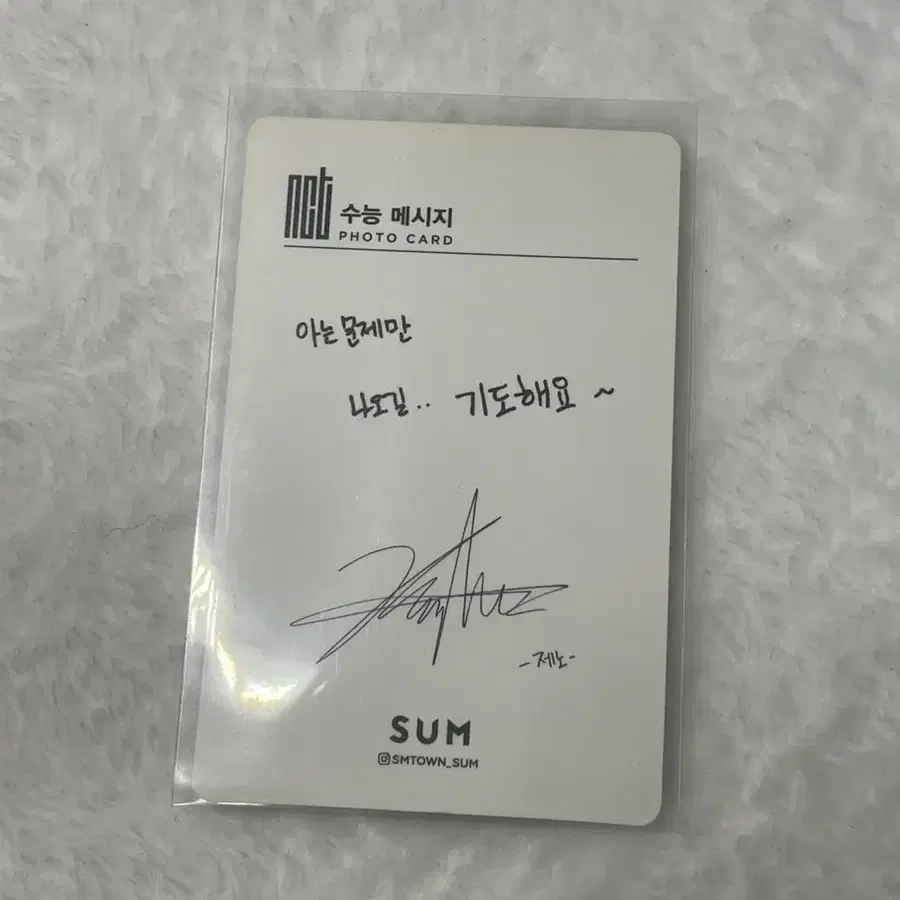 nct 수능 메시지
PHOTO CARD
아는 문제만
나오길.. 기도해요 ~
-제노-
SUM
SMTOWN_SUM